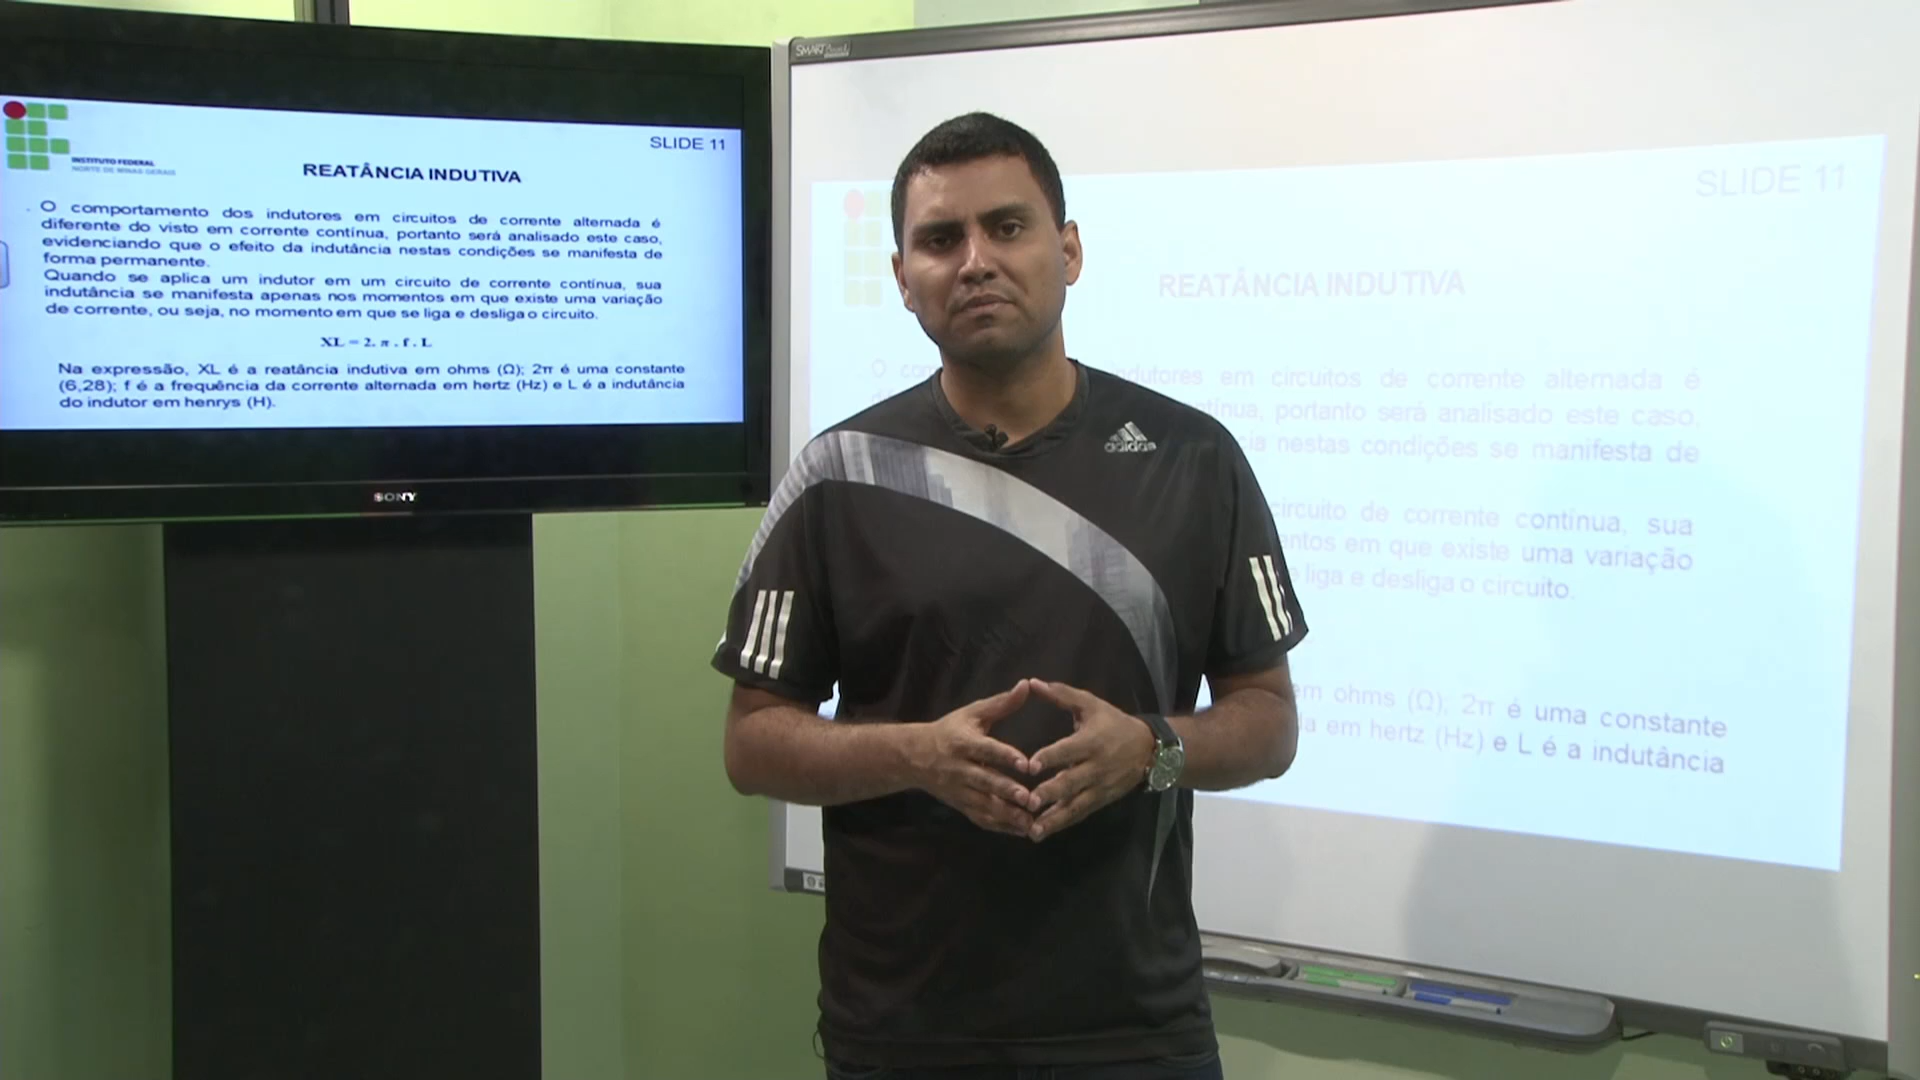 SMART Board
SLIDE 11
INSTITUTO FEDERAL
NORTE DE MINAS GERAIS
REATÂNCIA INDUTIVA
O comportamento dos indutores em circuitos de corrente alternada é
diferente do visto em corrente contínua, portanto será analisado este caso,
evidenciando que o efeito da indutância nestas condições se manifesta de
forma permanente.
Quando se aplica um indutor em um circuito de corrente contínua, sua
indutância se manifesta apenas nos momentos em que existe uma variação
de corrente, ou seja, no momento em que se liga e desliga o circuito.
XL = 2. π . f . L
Na expressão, XL é a reatância indutiva em ohms (Ω); 2π é uma constante
(6,28); f é a frequência da corrente alternada em hertz (Hz) e L é a indutância
do indutor em henrys (H).
SONY
SLIDE 11
REATÂNCIA INDUTIVA
O
indutores em circuitos de corrente alternada é
portanto será analisado este caso,
nestas condições se manifesta de
circuito de corrente contínua, sua
em que existe uma variação
liga e desliga o circuito.
em ohms (Ω); 2π é uma constante
em hertz (Hz) e L é a indutância
adidas